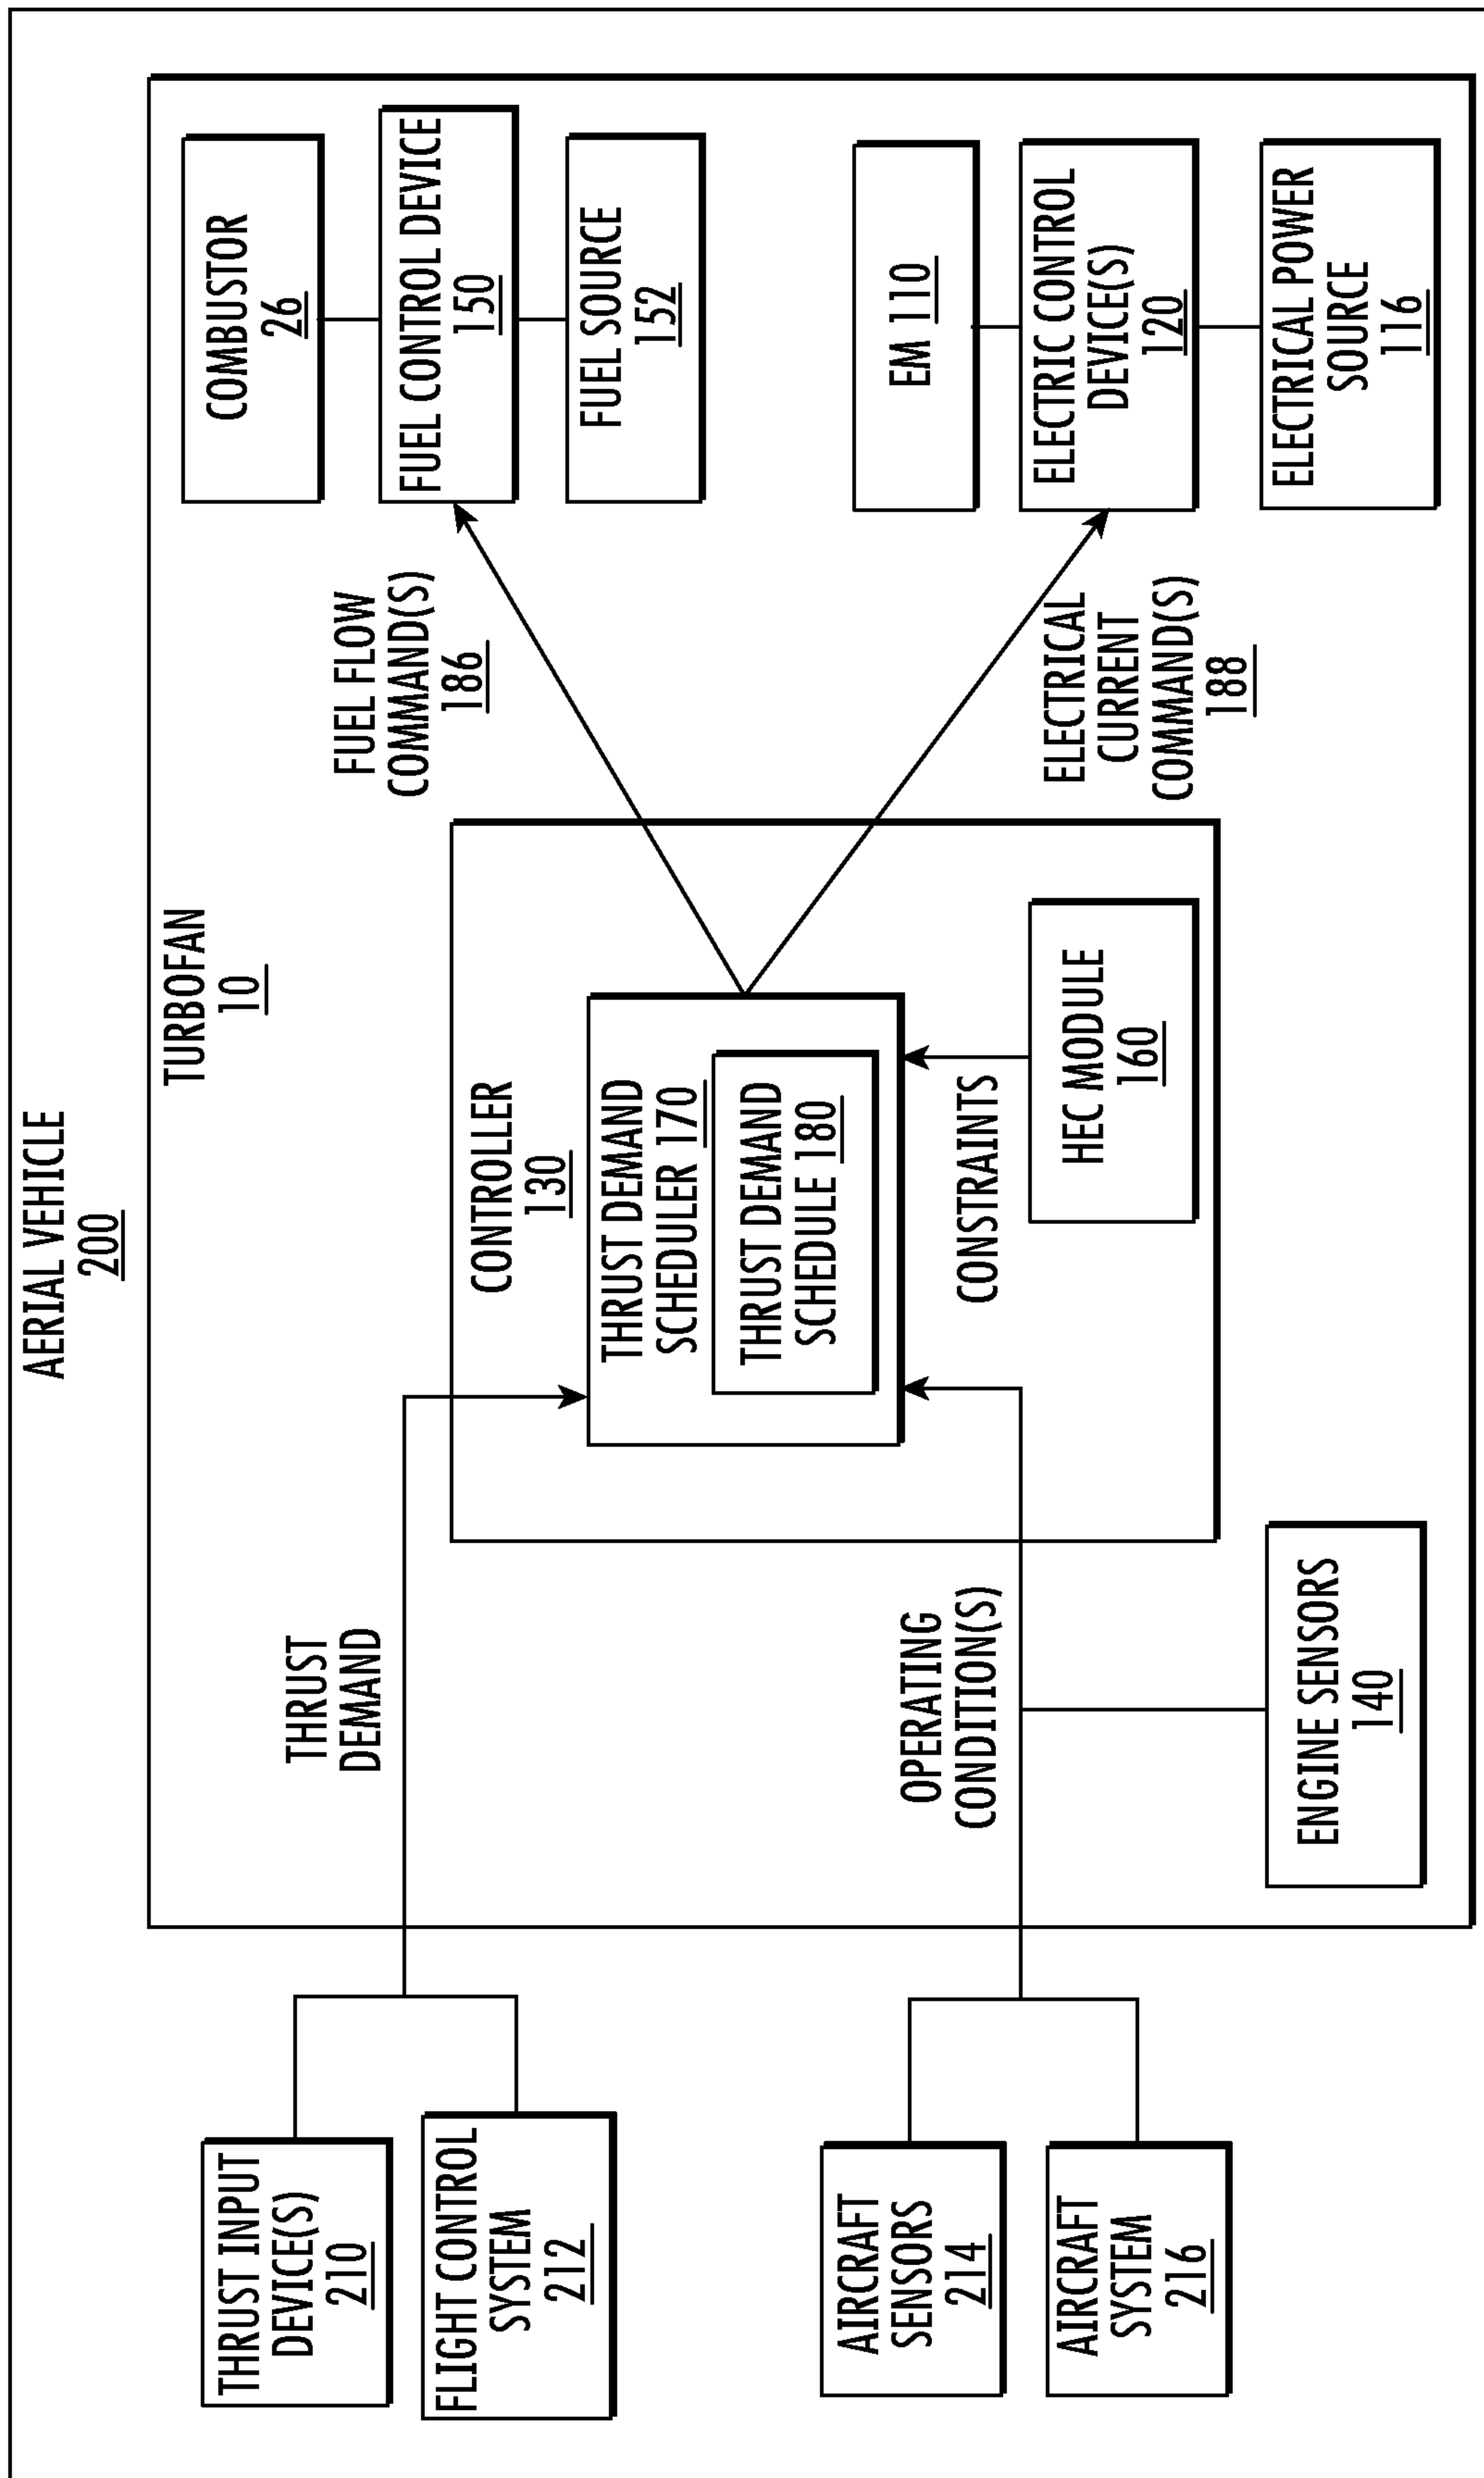 AERIAL VEHICLE
200
TURBOFAN
10
THRUST INPUT
DEVICE(S)
210
FLIGHT CONTROL
SYSTEM
212
AIRCRAFT
SENSORS
214
AIRCRAFT
SYSTEM
216
THRUST
DEMAND
OPERATING
CONDITION(S)
ENGINE SENSORS
140
CONTROLLER
130
THRUST DEMAND
SCHEDULER 170
THRUST DEMAND
SCHEDULE 180
CONSTRAINTS
HEC MODULE
160
FUEL FLOW
COMMAND(S)
186
ELECTRICAL
CURRENT
COMMAND(S)
188
COMBUSTOR
26
FUEL CONTROL DEVICE
150
FUEL SOURCE
152
EM 110
ELECTRIC CONTROL
DEVICE(S)
120
ELECTRICAL POWER
SOURCE
116